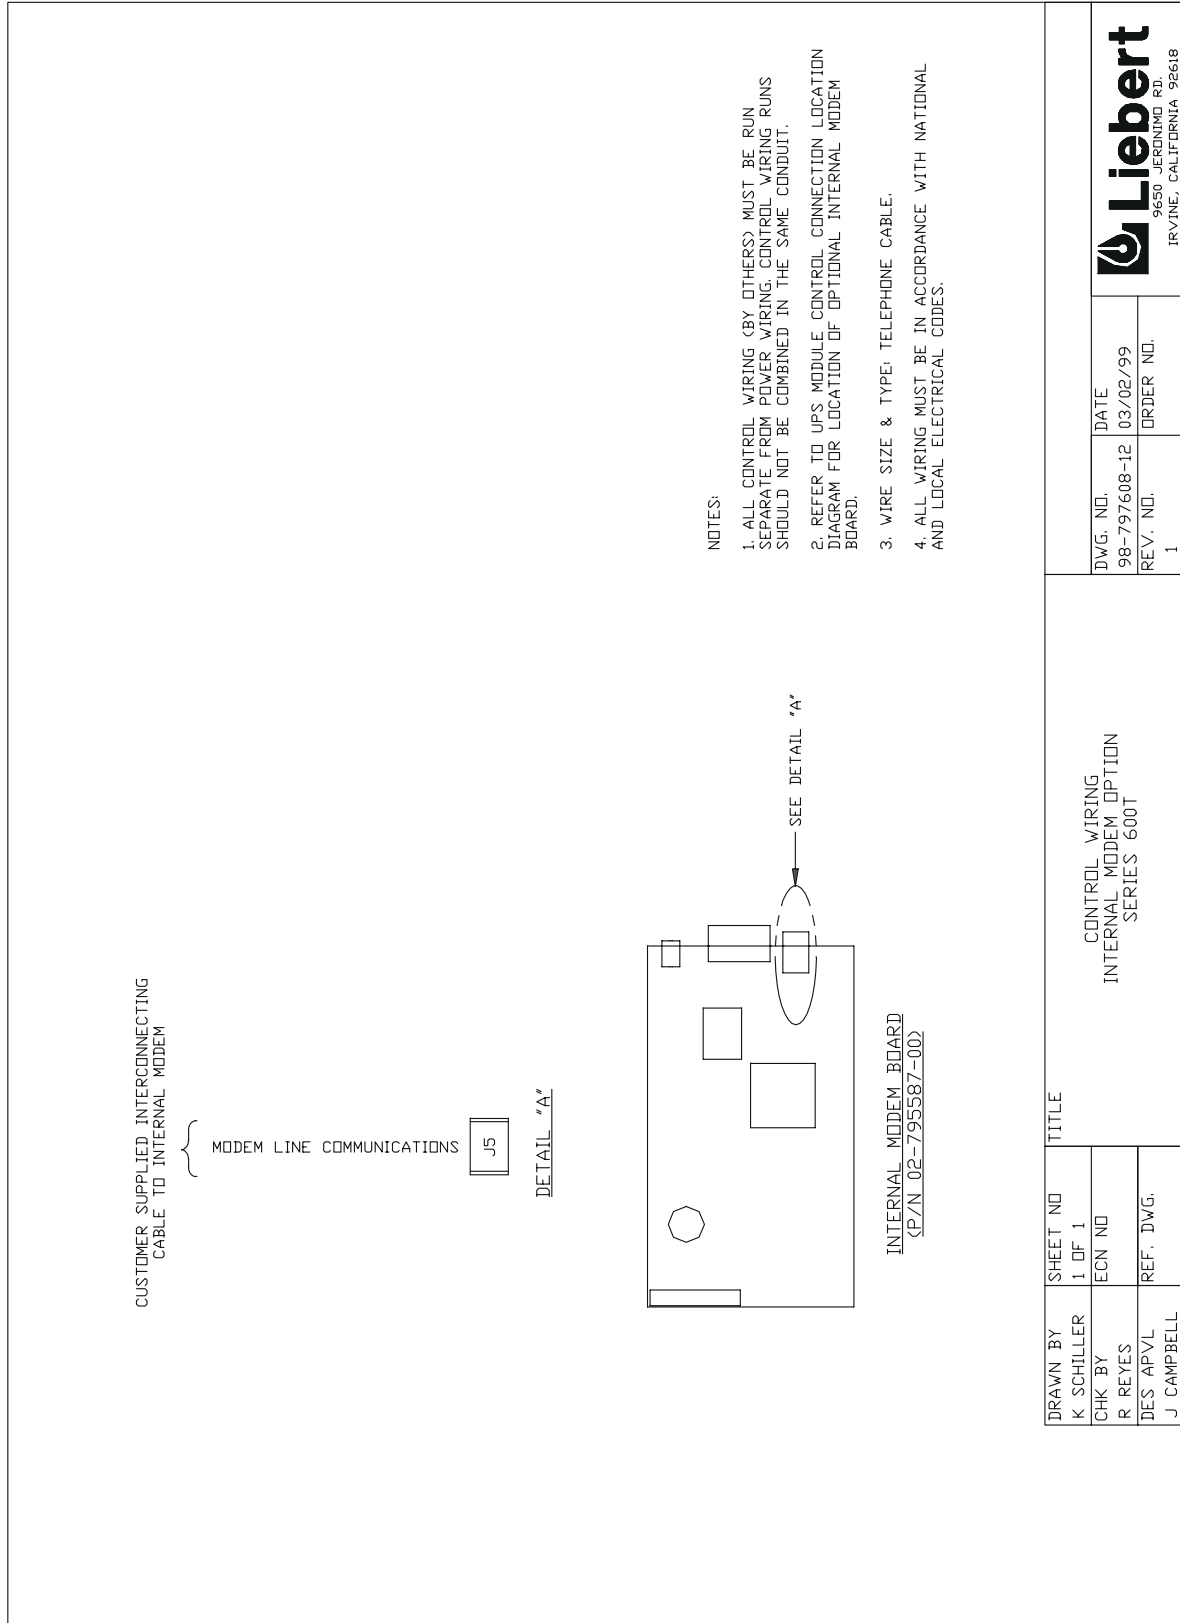 CUSTOMER SUPPLIED INTERCONNECTING
CABLE TO INTERNAL MODEM
MODEM LINE COMMUNICATIONS
J5
DETAIL "A"
INTERNAL MODEM BOARD
(P/N 02-795587-00)
SEE DETAIL "A"
NOTES:
1. ALL CONTROL WIRING (BY OTHERS) MUST BE RUN
SEPARATE FROM POWER WIRING. CONTROL WIRING RUNS
SHOULD NOT BE COMBINED IN THE SAME CONDUIT.
2. REFER TO UPS MODULE CONTROL CONNECTION LOCATION
DIAGRAM FOR LOCATION OF OPTIONAL INTERNAL MODEM
BOARD.
3. WIRE SIZE & TYPE: TELEPHONE CABLE.
4. ALL WIRING MUST BE IN ACCORDANCE WITH NATIONAL
AND LOCAL ELECTRICAL CODES.
DRAWN BY
K SCHILLER
CHK BY
R REYES
DES APVL
J CAMPBELL
SHEET NO
1 OF 1
ECN NO
REF. DWG.
TITLE
CONTROL WIRING
INTERNAL MODEM OPTION
SERIES 600T
DWG. NO.
98-797608-12
REV. NO.
1
DATE
03/02/99
ORDER NO.
Liebert
9650 JERONIMO RD.
IRVINE, CALIFORNIA 92618